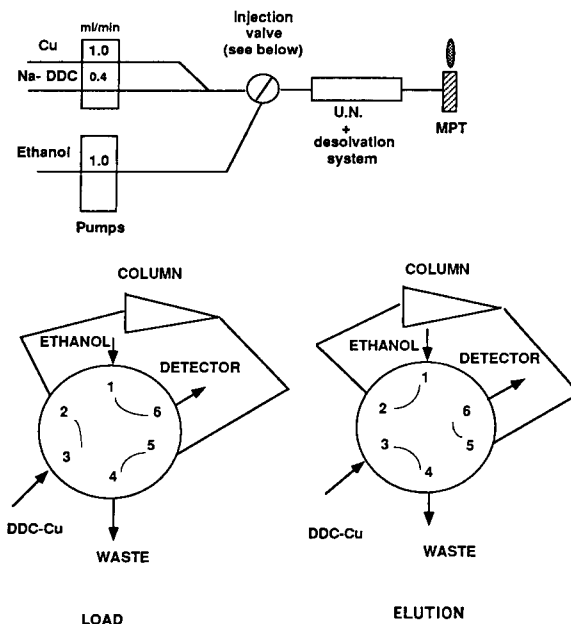 ml/min
Injection
valve
(see below)
Cu
1.0
Na- DDC
0.4
U.N.
+
desolvation
system
MPT
Ethanol
1.0
Pumps
COLUMN
ETHANOL
DETECTOR
1
2
6
3
5
4
DDC-Cu
WASTE
LOAD
COLUMN
ETHANOL
DETECTOR
1
2
6
3
5
4
DDC-Cu
WASTE
ELUTION